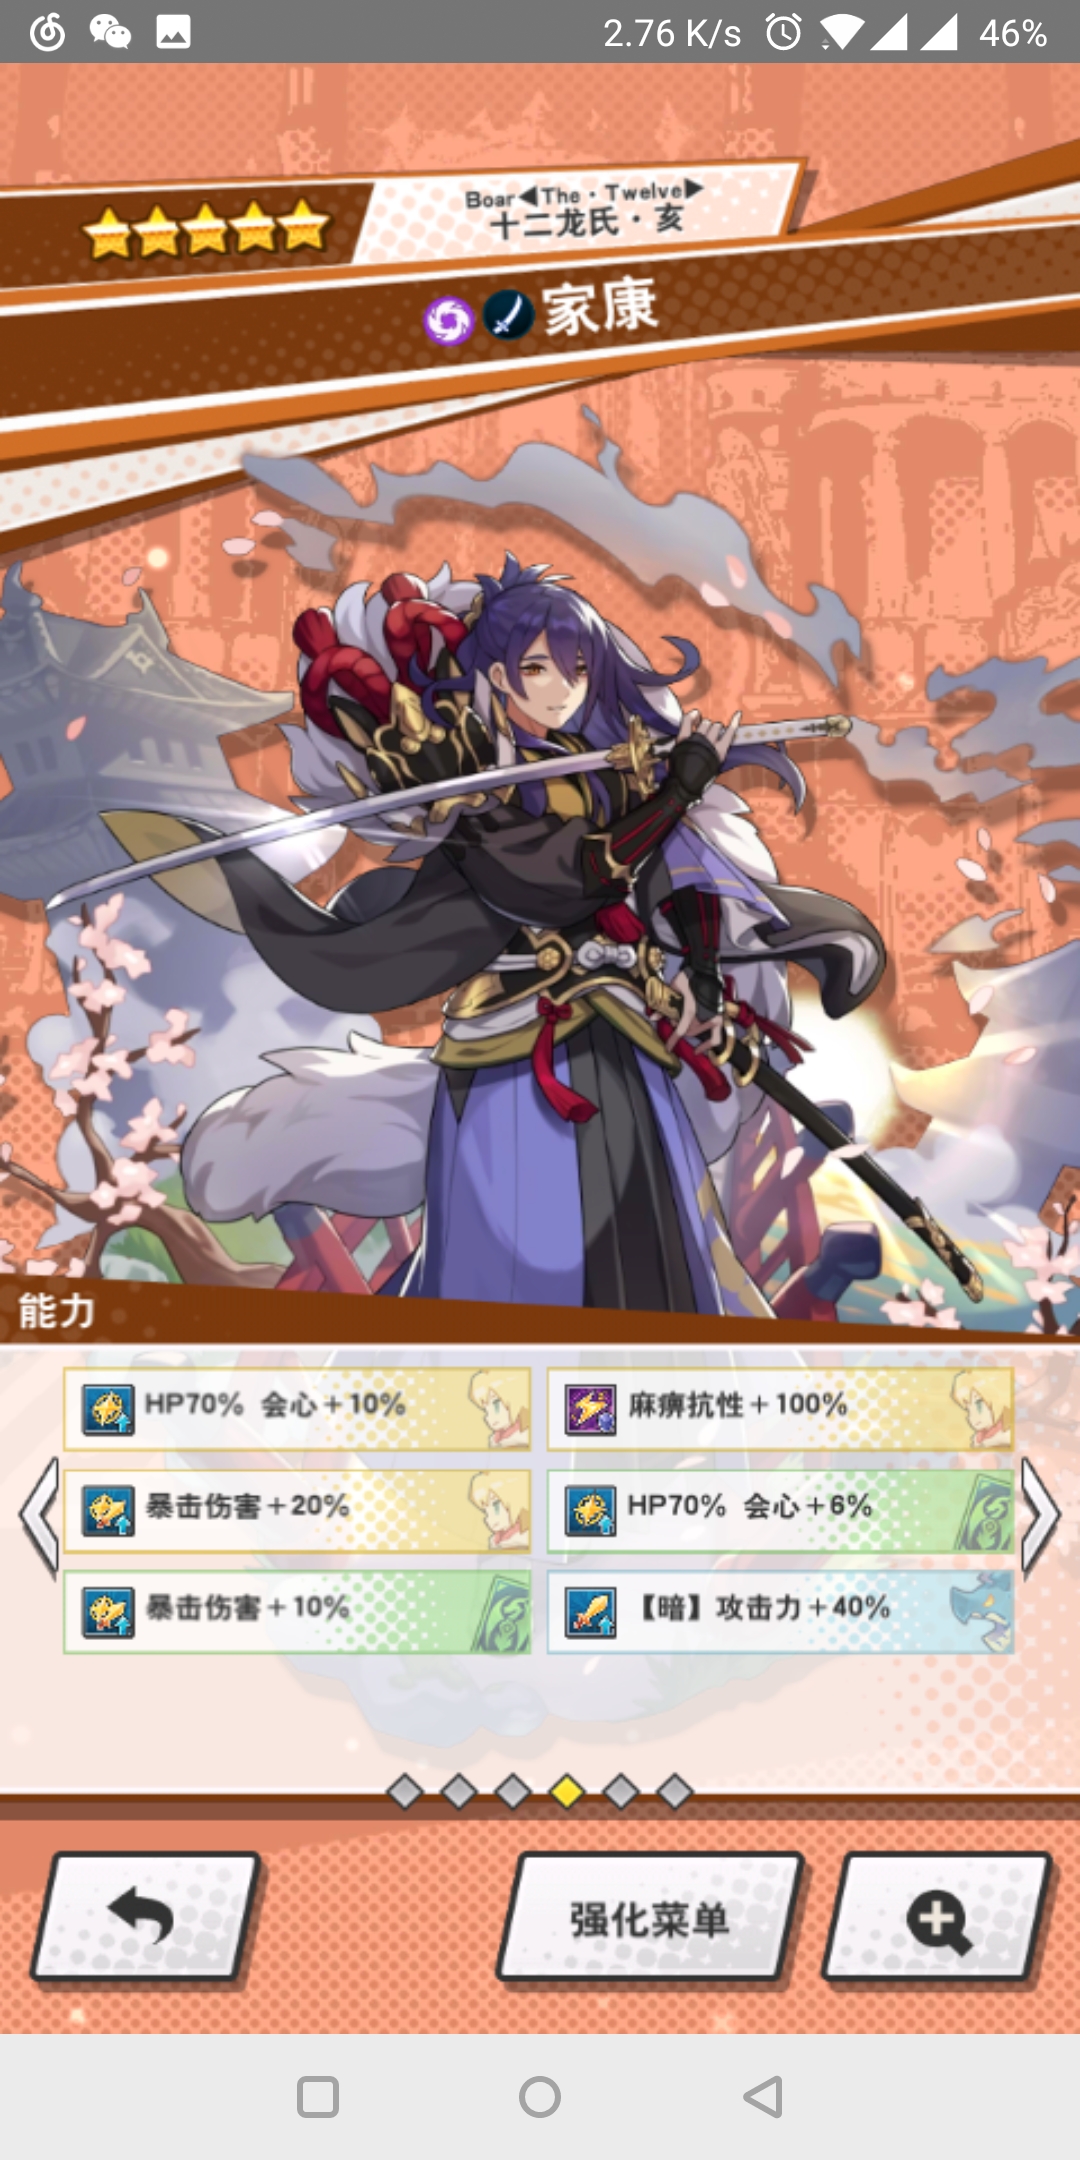 2.76 K/s 46%
Boar◀The・Twelve▶
十二龙氏・亥
家康
能力
HP70% 会心+10%
麻痹抗性+100%
暴击伤害+20%
HP70% 会心+6%
暴击伤害+10%
【暗】攻击力+40%
强化菜单